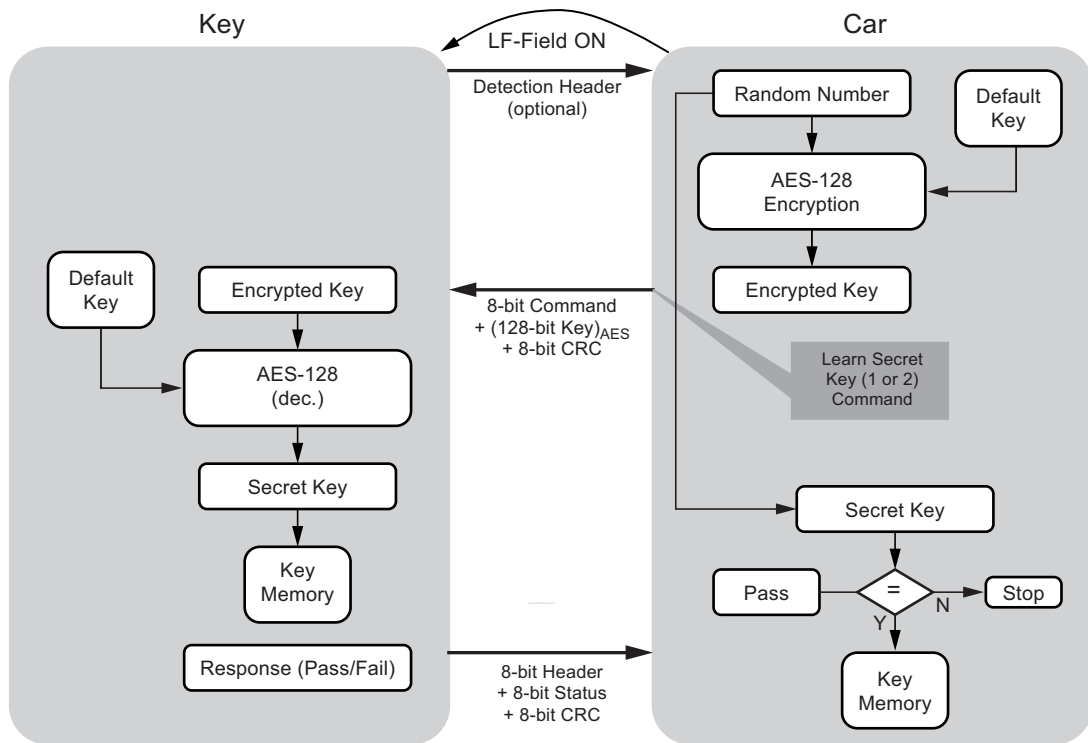 Key
Car
LF-Field ON
Detection Header
(optional)
Random Number
Default
Key
AES-128
Encryption
Encrypted Key
Default
Key
Encrypted Key
8-bit Command
+ (128-bit Key)AES
+ 8-bit CRC
AES-128
(dec.)
Learn Secret
Key (1 or 2)
Command
Secret Key
Secret Key
Key
Memory
Pass
=
N
Stop
Y
Key
Memory
Response (Pass/Fail)
8-bit Header
+ 8-bit Status
+ 8-bit CRC